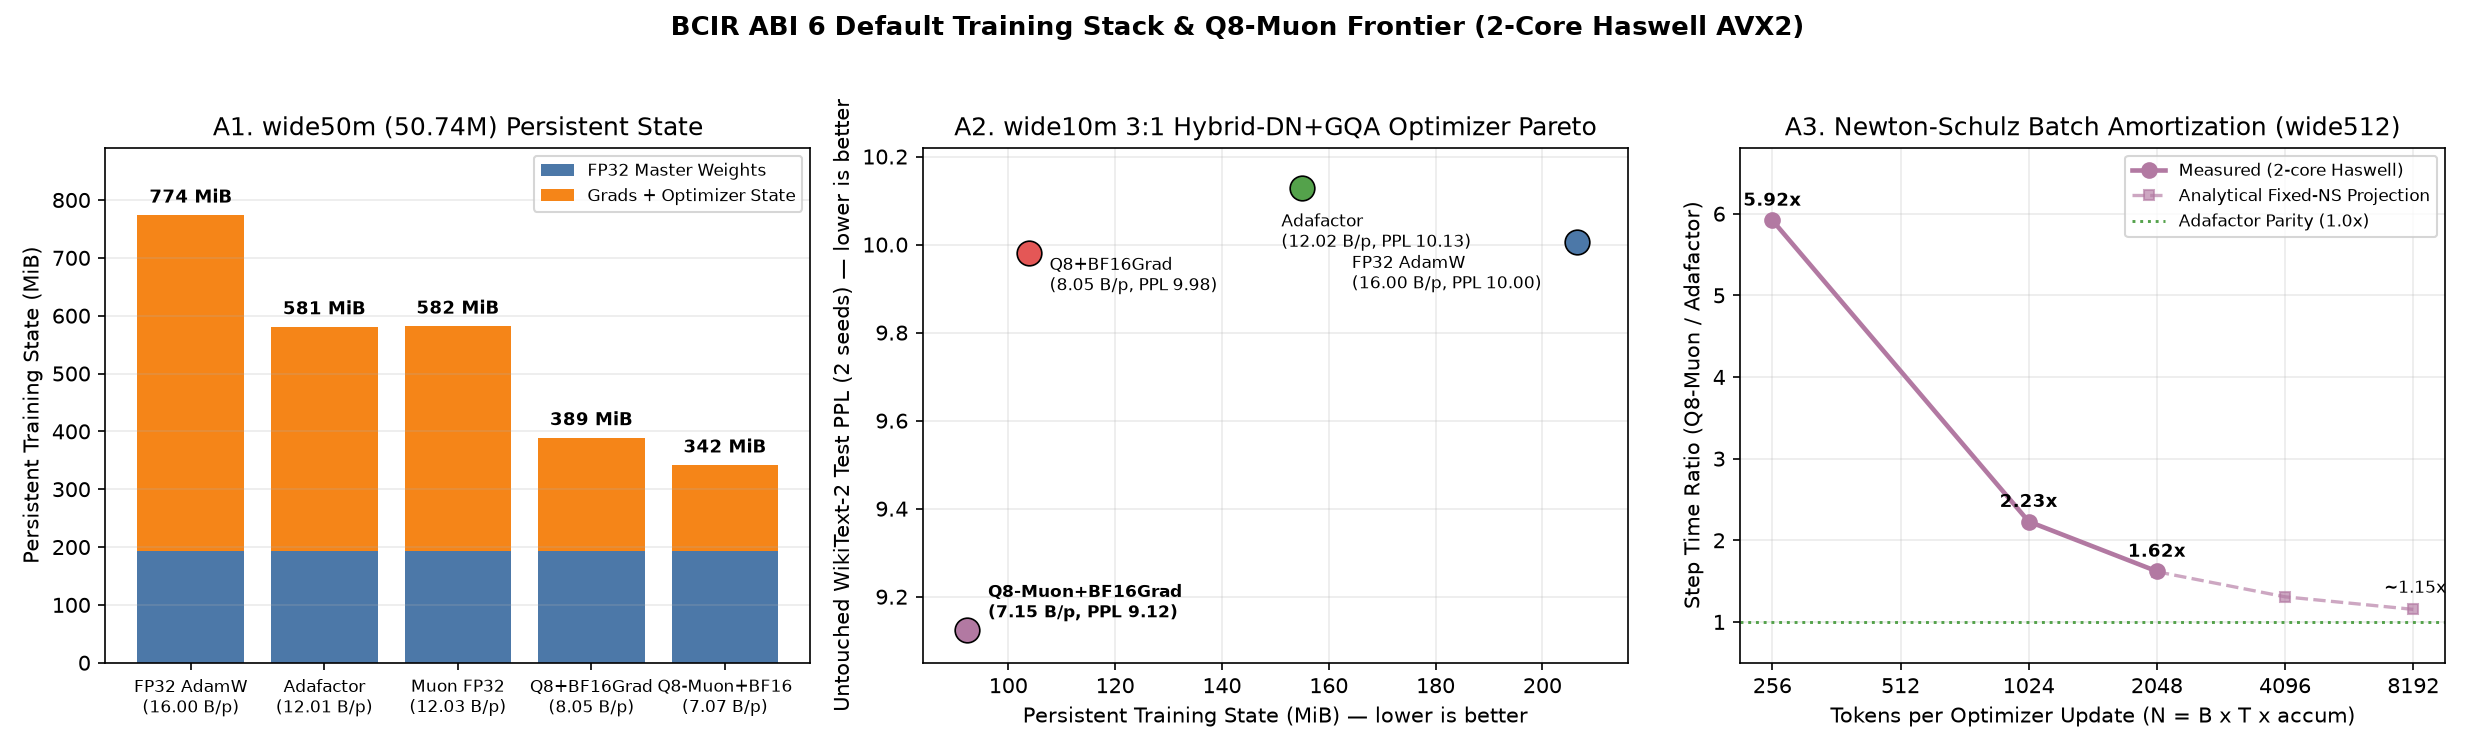 BCIR ABI 6 Default Training Stack & Q8-Muon Frontier (2-Core Haswell AVX2)
A1. wide50m (50.74M) Persistent State
Persistent Training State (MiB)
800
700
600
500
400
300
200
100
0
FP32 Master Weights
Grads + Optimizer State
774 MiB
581 MiB
582 MiB
389 MiB
342 MiB
FP32 AdamW
(16.00 B/p)
Adafactor
(12.01 B/p)
Muon FP32
(12.03 B/p)
Q8+BF16Grad
(8.05 B/p)
Q8-Muon+BF16
(7.07 B/p)
A2. wide10m 3:1 Hybrid-DN+GQA Optimizer Pareto
Untouched WikiText-2 Test PPL (2 seeds) — lower is better
10.2
10.0
9.8
9.6
9.4
9.2
Adafactor
(12.02 B/p, PPL 10.13)
FP32 AdamW
(16.00 B/p, PPL 10.00)
Q8+BF16Grad
(8.05 B/p, PPL 9.98)
Q8-Muon+BF16Grad
(7.15 B/p, PPL 9.12)
100
120
140
160
180
200
Persistent Training State (MiB) — lower is better
A3. Newton-Schulz Batch Amortization (wide512)
Step Time Ratio (Q8-Muon / Adafactor)
6
5
4
3
2
1
Measured (2-core Haswell)
Analytical Fixed-NS Projection
Adafactor Parity (1.0x)
5.92x
2.23x
1.62x
~1.15x
256
512
1024
2048
4096
8192
Tokens per Optimizer Update (N = B x T x accum)